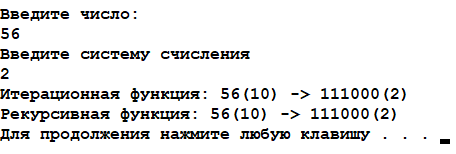 Введите число:
56
Введите систему счисления
2
Итерационная функция: 56(10) -> 111000(2)
Рекурсивная функция: 56(10) -> 111000(2)
Для продолжения нажмите любую клавишу . . .